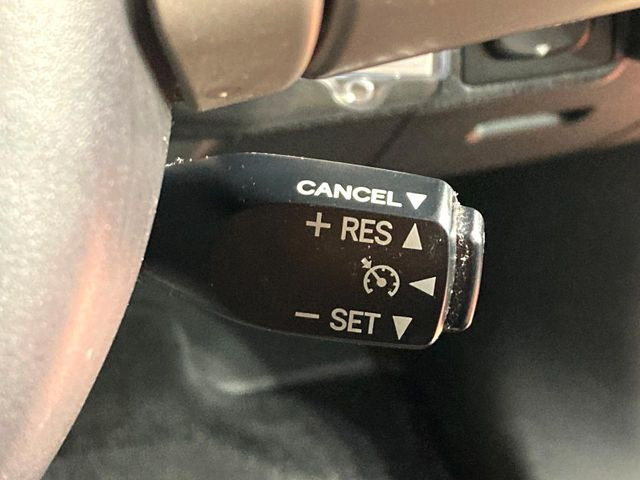 CANCEL▼
+ RES▲
◀
− SET▼